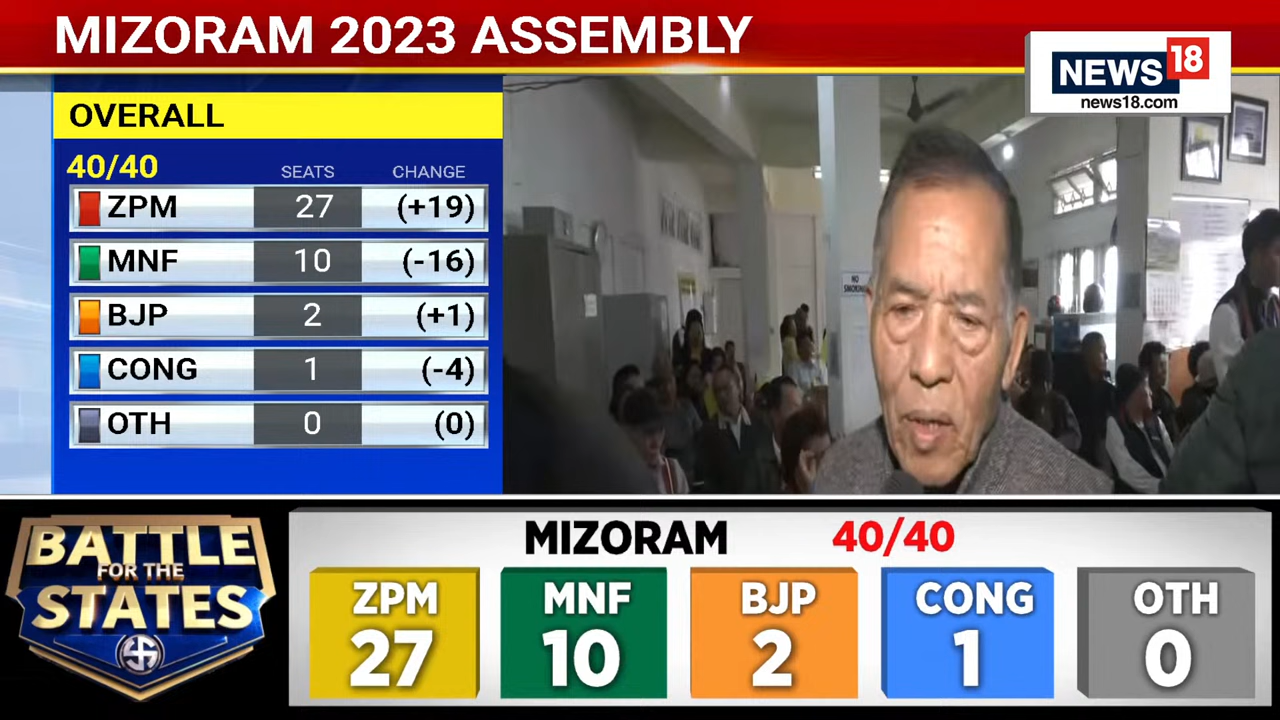 MIZORAM 2023 ASSEMBLY
NEWS18
news18.com
OVERALL
40/40 SEATS CHANGE
ZPM 27 (+19)
MNF 10 (-16)
BJP 2 (+1)
CONG 1 (-4)
OTH 0 (0)
NO
SMOKING
BATTLE
FOR THE
STATES
MIZORAM 40/40
ZPM MNF BJP CONG OTH
27 10 2 1 0